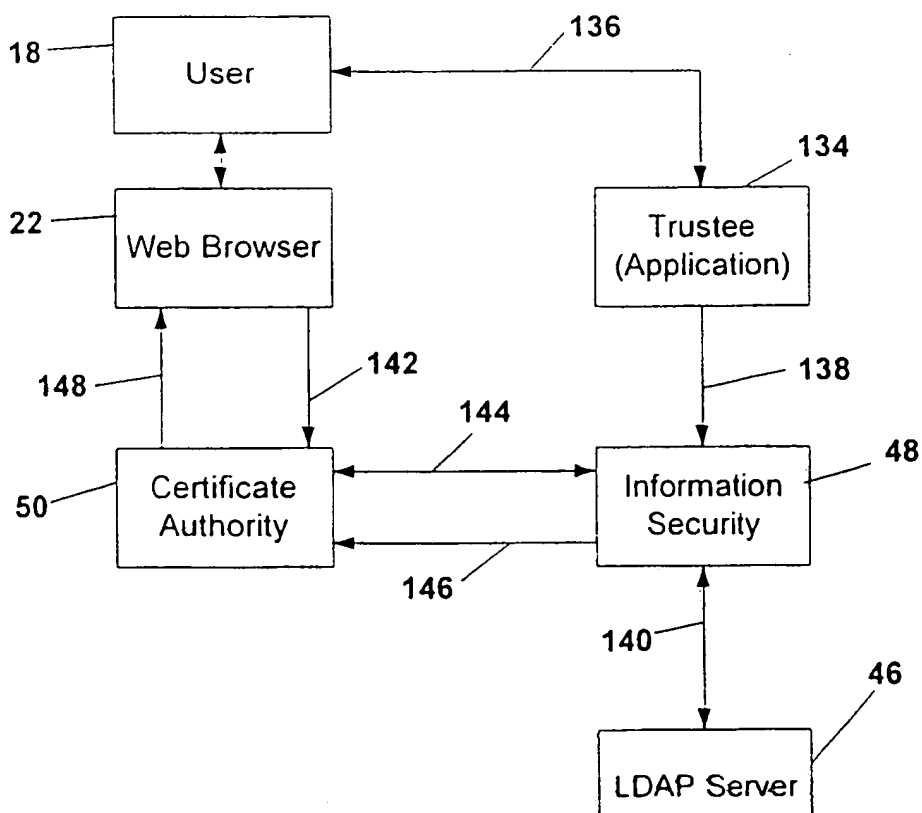 136
18
User
134
22
Web Browser
Trustee
(Application)
148
142
138
144
48
50
Certificate
Authority
Information
Security
146
140
46
LDAP Server